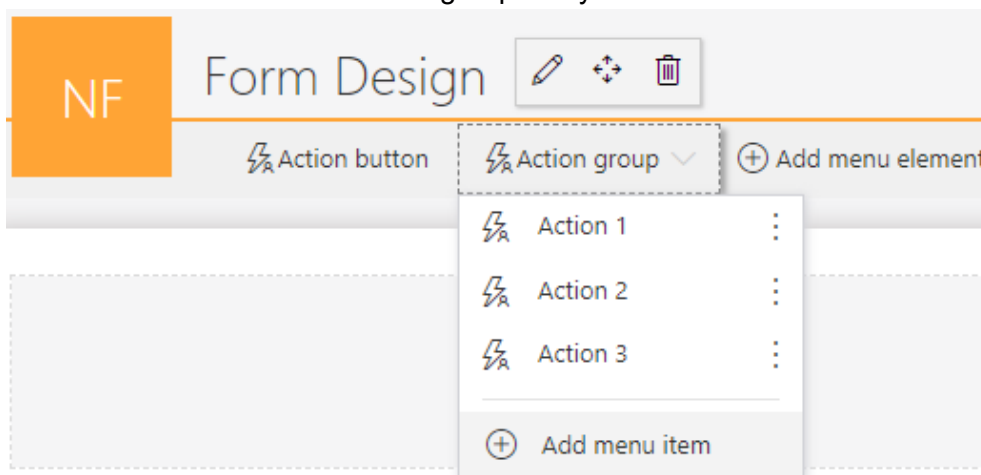 Form Design
NF
Action button
Action group
Add menu element
Action 1
Action 2
Action 3
Add menu item